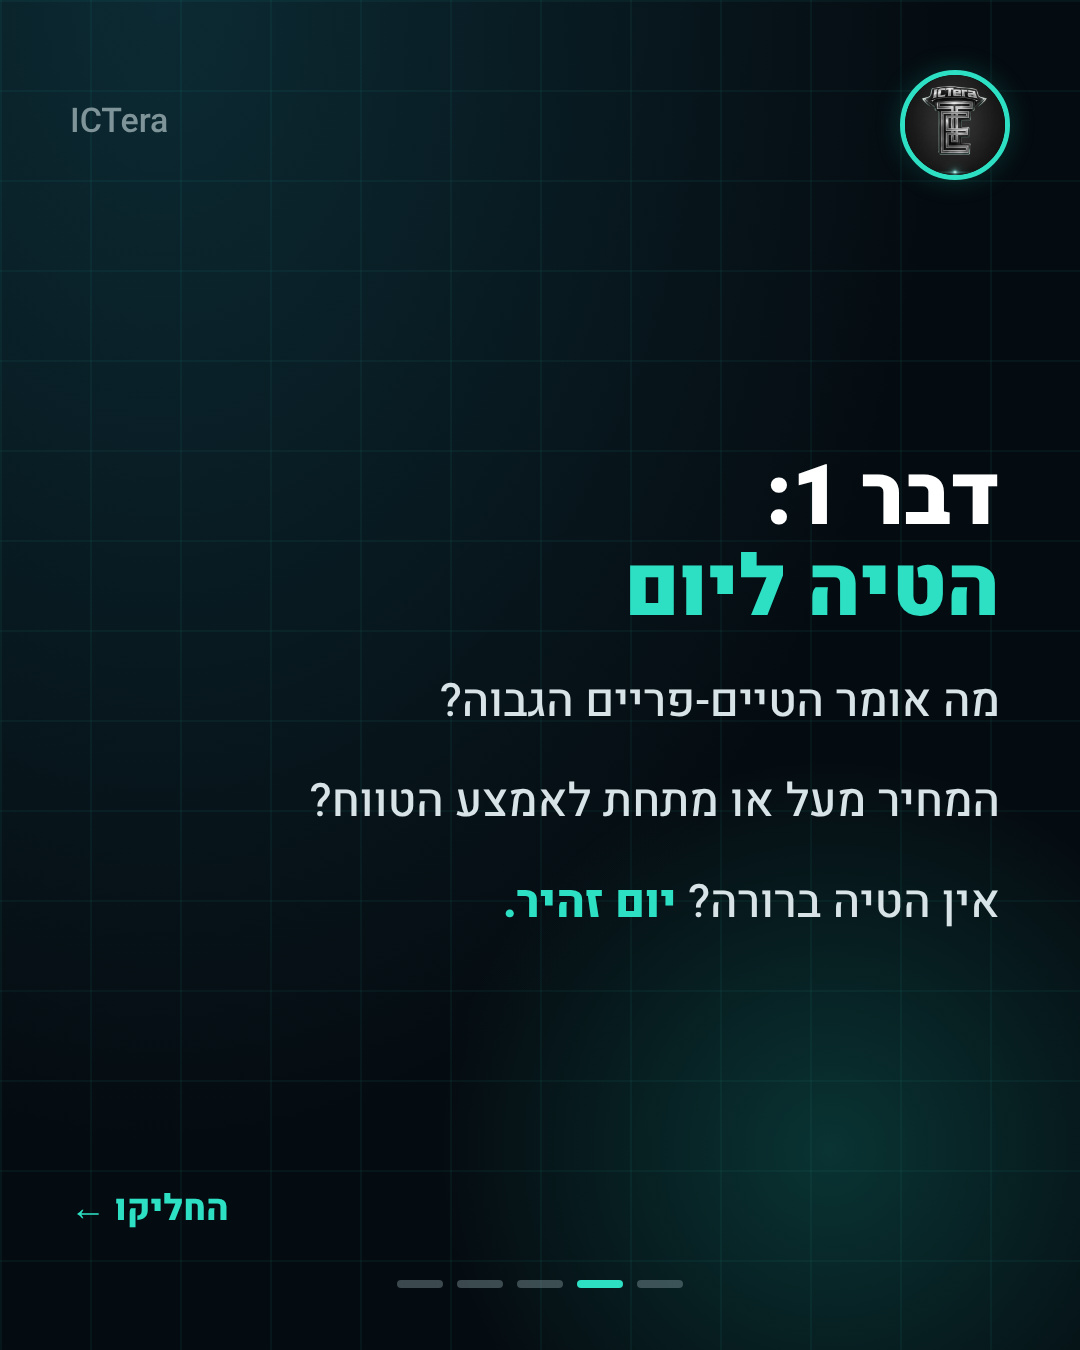 ICTera
ICTera
דבר 1:
הטיה ליום
מה אומר הטיים-פריים הגבוה?
המחיר מעל או מתחת לאמצע הטווח?
אין הטיה ברורה? יום זהיר.
החליקו ←